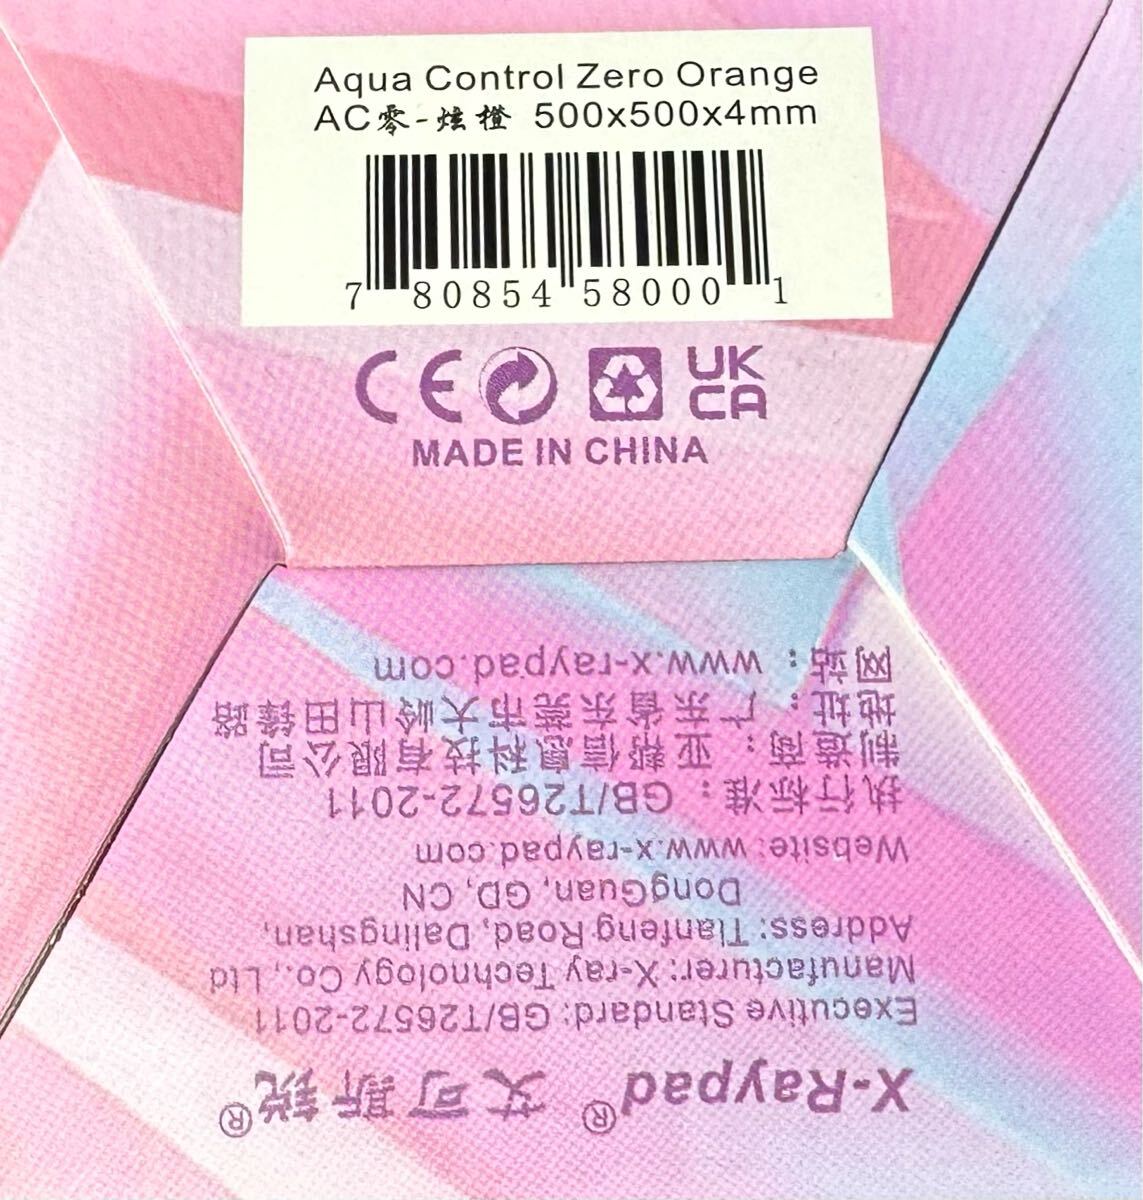 Aqua Control Zero Orange
AC零-炫橙 500x500x4mm
7 80854 58000 1
CE UK CA
MADE IN CHINA
X-Raypad® 艾可斯锐®
Executive Standard: GB/T26572-2011
Manufacturer: X-ray Technology Co., Ltd
Address: Tianfeng Road, Dalingshan,
DongGuan, GD, CN
Website: www.x-raypad.com
执行标准：GB/T26572-2011
制造商：亚帮信息科技有限公司
地址：广东省东莞市大岭山田锋路
网站：www.x-raypad.com